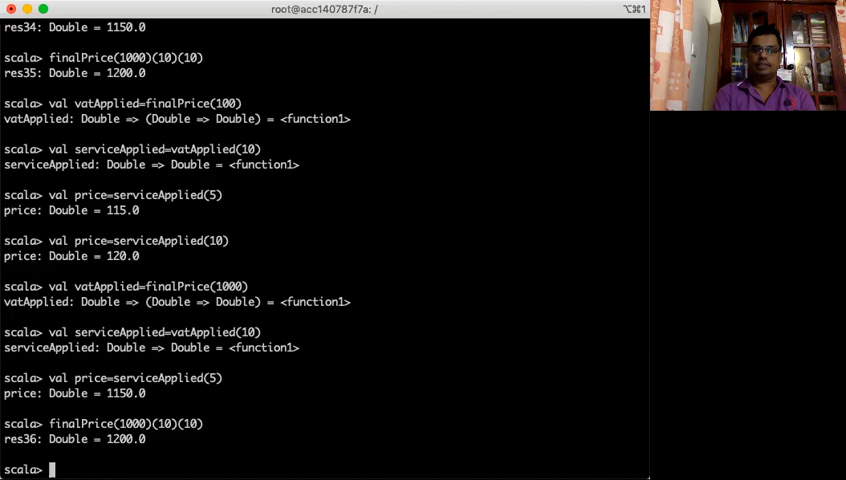 root@acc140787f7a: /
⌥⌘1
res34: Double = 1150.0
scala> finalPrice(1000)(10)(10)
res35: Double = 1200.0
scala> val vatApplied=finalPrice(100)
vatApplied: Double => (Double => Double) = <function1>
scala> val serviceApplied=vatApplied(10)
serviceApplied: Double => Double = <function1>
scala> val price=serviceApplied(5)
price: Double = 115.0
scala> val price=serviceApplied(10)
price: Double = 120.0
scala> val vatApplied=finalPrice(1000)
vatApplied: Double => (Double => Double) = <function1>
scala> val serviceApplied=vatApplied(10)
serviceApplied: Double => Double = <function1>
scala> val price=serviceApplied(5)
price: Double = 1150.0
scala> finalPrice(1000)(10)(10)
res36: Double = 1200.0
scala>